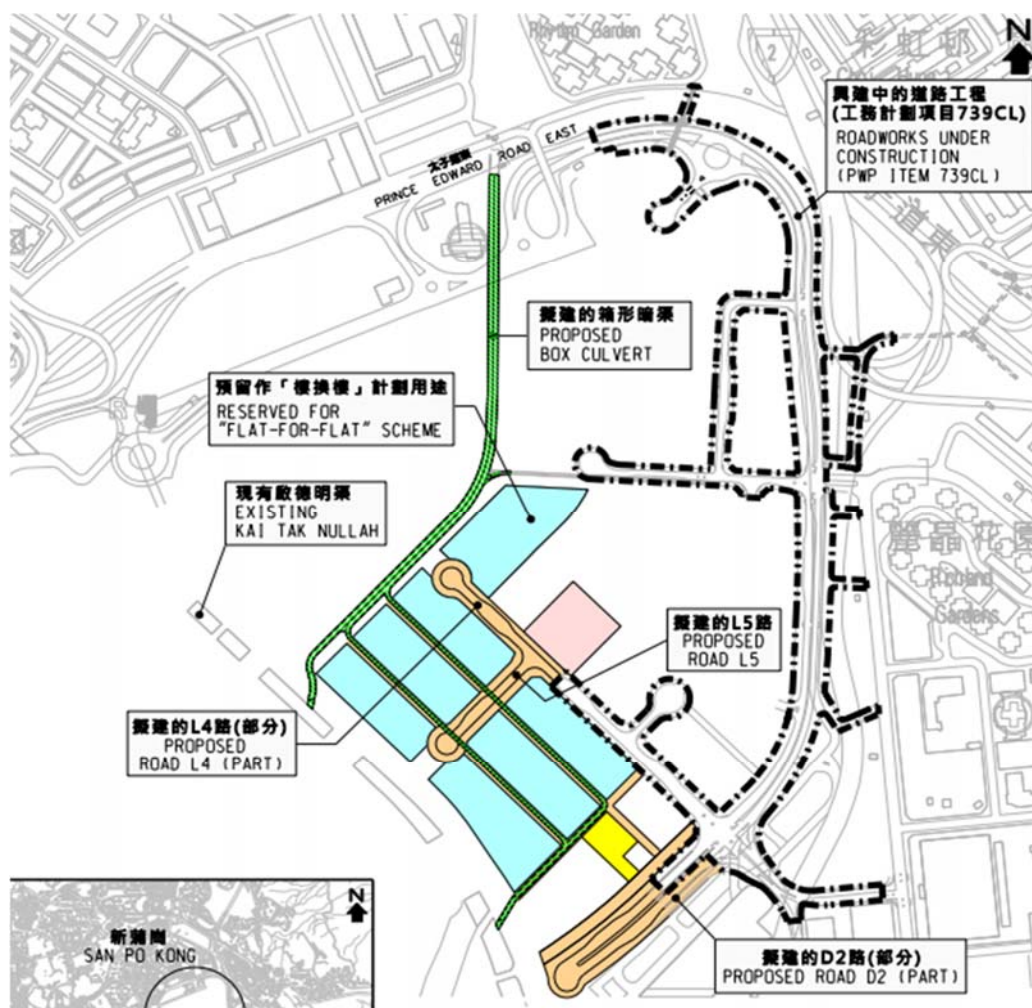 Rhythm Garden
2
彩虹邨
N
興建中的道路工程
(工務計劃項目739CL)
ROADWORKS UNDER
CONSTRUCTION
(PWP ITEM 739CL)
太子道東
PRINCE EDWARD ROAD EAST
道東
擬建的箱形暗渠
PROPOSED
BOX CULVERT
預留作「樓換樓」計劃用途
RESERVED FOR
"FLAT-FOR-FLAT" SCHEME
現有啟德明渠
EXISTING
KAI TAK NULLAH
麗晶花園
Richland
Gardens
擬建的L5路
PROPOSED
ROAD L5
擬建的L4路(部分)
PROPOSED
ROAD L4 (PART)
擬建的D2路(部分)
PROPOSED ROAD D2 (PART)
N
新蒲崗
SAN PO KONG